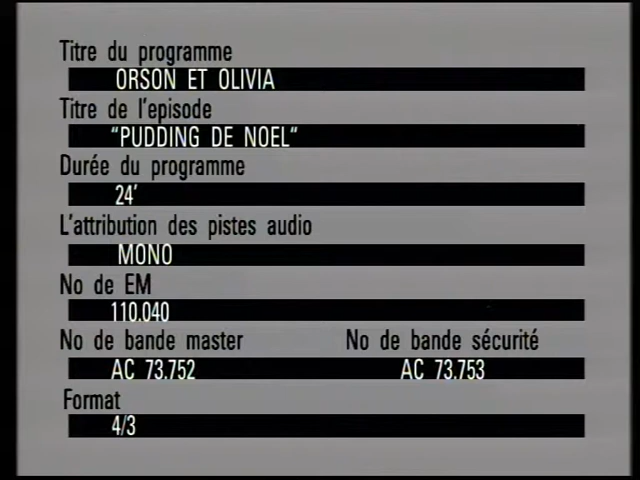 Titre du programme
ORSON ET OLIVIA
Titre de l'episode
"PUDDING DE NOEL"
Durée du programme
24'
L'attribution des pistes audio
MONO
No de EM
110.040
No de bande master No de bande sécurité
AC 73.752 AC 73.753
Format
4/3